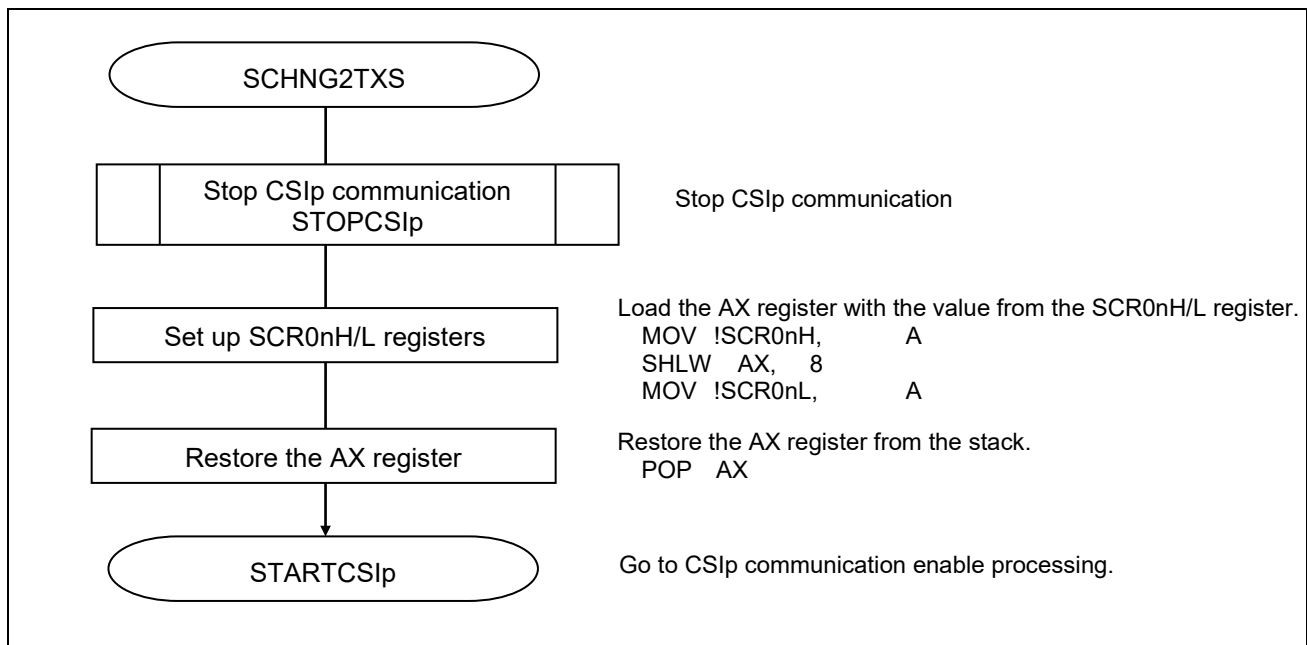 SCHNG2TXS
Stop CSIp communication
STOPCSIp
Stop CSIp communication
Set up SCR0nH/L registers
Load the AX register with the value from the SCR0nH/L register.
MOV !SCR0nH, A
SHLW AX, 8
MOV !SCR0nL, A
Restore the AX register
Restore the AX register from the stack.
POP AX
STARTCSIp
Go to CSIp communication enable processing.